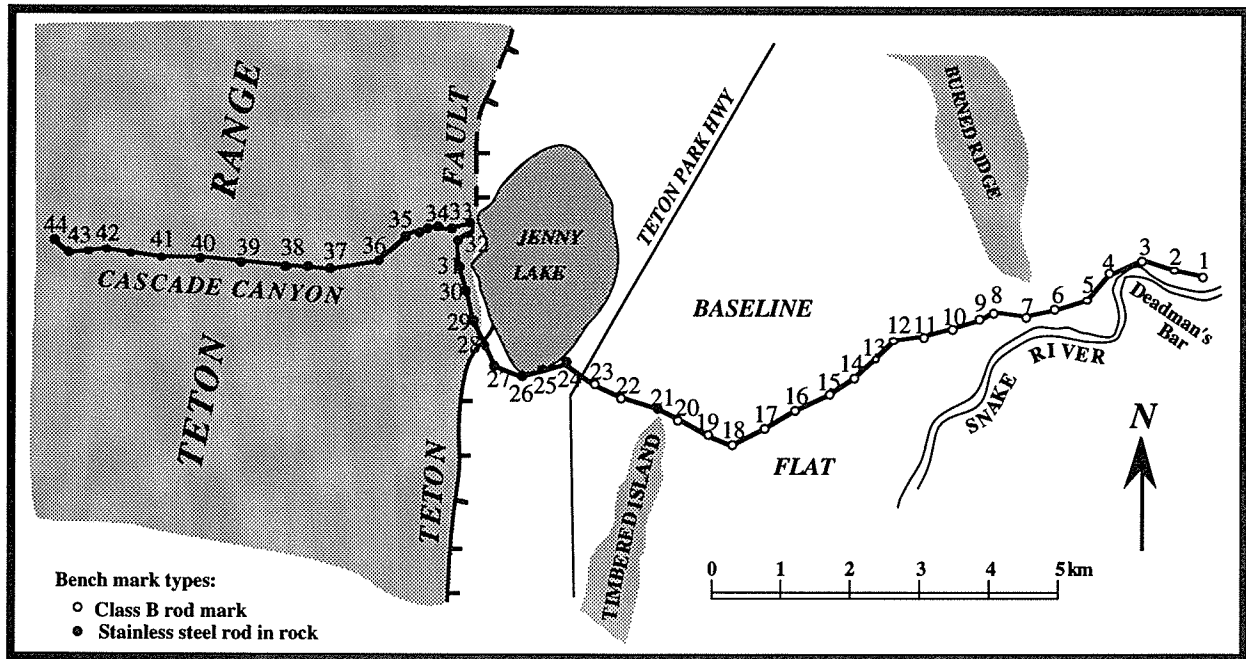 TETON RANGE
TETON FAULT
CASCADE CANYON
JENNY
LAKE
TETON PARK HWY
BURNED RIDGE
BASELINE
FLAT
TIMBERED ISLAND
SNAKE RIVER
Deadman's
Bar
N
44 43 42 41 40 39 38 37 36 35 34 33
32
31
30
29
28
27 26 25 24 23 22 21 20 19 18 17 16 15 14 13 12 11 10 9 8 7 6 5 4 3 2 1
0 1 2 3 4 5 km
Bench mark types:
Class B rod mark
Stainless steel rod in rock